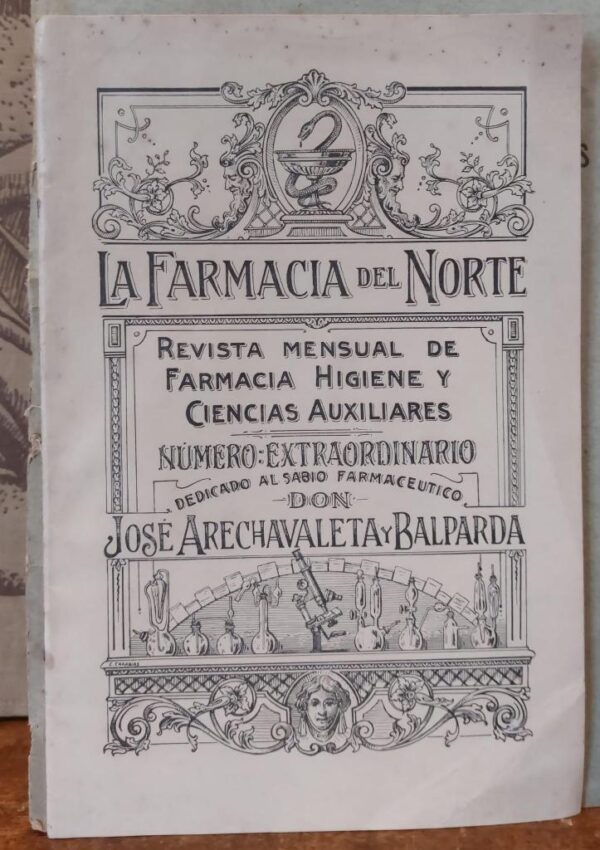 LA FARMACIA DEL NORTE
REVISTA MENSUAL DE
FARMACIA HIGIENE Y
CIENCIAS AUXILIARES
NÚMERO:EXTRAORDINARIO
DEDICADO AL SABIO FARMACEUTICO
DON
JOSÉ ARECHAVALETA Y BALPARDA